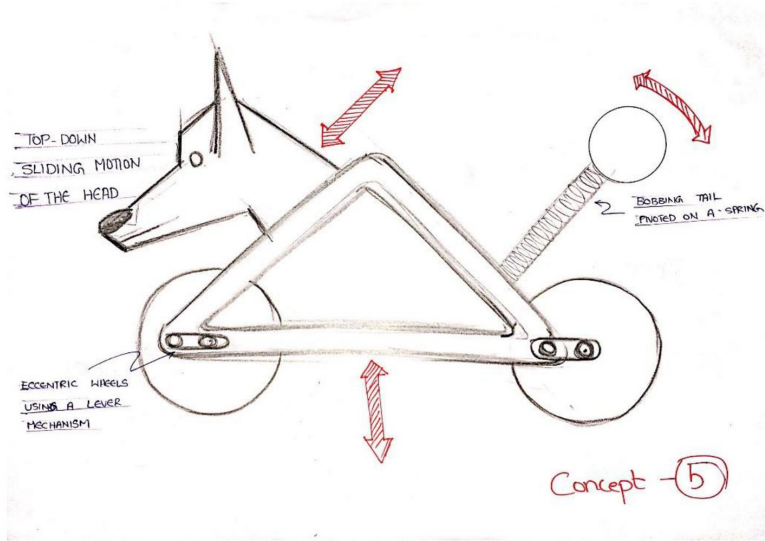 TOP-DOWN
SLIDING MOTION
OF THE HEAD
BOBBING TAIL
PIVOTED ON A-SPRING
ECCENTRIC WHEELS
USING A LEVER
MECHANISM
Concept - 5